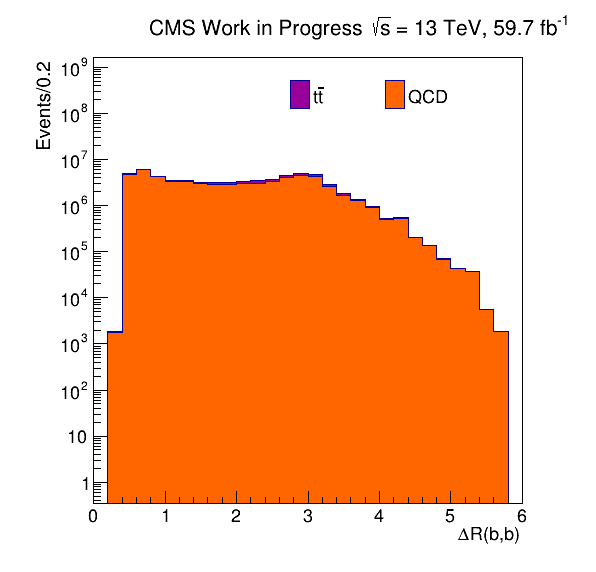 CMS Work in Progress √s = 13 TeV, 59.7 fb⁻¹
Events/0.2
tt̄ QCD
10⁹
10⁸
10⁷
10⁶
10⁵
10⁴
10³
10²
10
1
0 1 2 3 4 5 6
ΔR(b,b)